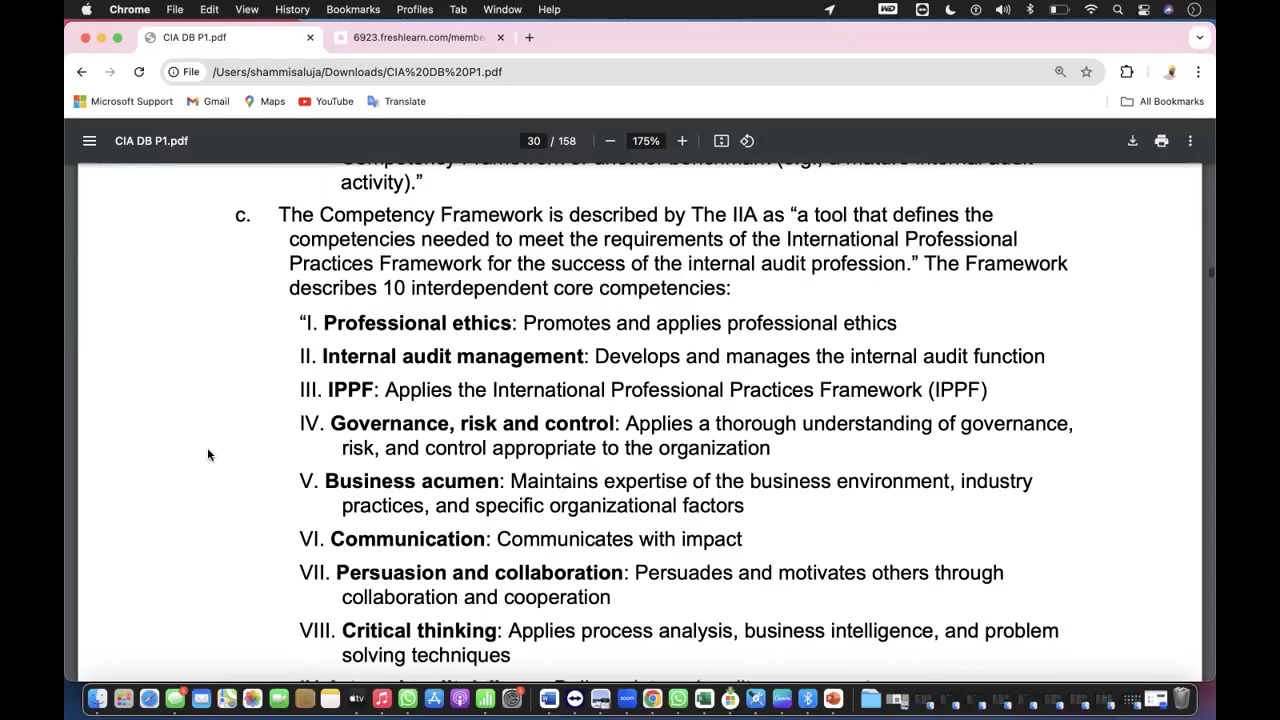 Chrome File Edit View History Bookmarks Profiles Tab Window Help
CIA DB P1.pdf
6923.freshlearn.com/membe
File /Users/shammisaluja/Downloads/CIA%20DB%20P1.pdf
Microsoft Support Gmail Maps YouTube Translate All Bookmarks
CIA DB P1.pdf 30 / 158 175%
activity).”
c. The Competency Framework is described by The IIA as “a tool that defines the
competencies needed to meet the requirements of the International Professional
Practices Framework for the success of the internal audit profession.” The Framework
describes 10 interdependent core competencies:
“I. Professional ethics: Promotes and applies professional ethics
II. Internal audit management: Develops and manages the internal audit function
III. IPPF: Applies the International Professional Practices Framework (IPPF)
IV. Governance, risk and control: Applies a thorough understanding of governance,
risk, and control appropriate to the organization
V. Business acumen: Maintains expertise of the business environment, industry
practices, and specific organizational factors
VI. Communication: Communicates with impact
VII. Persuasion and collaboration: Persuades and motivates others through
collaboration and cooperation
VIII. Critical thinking: Applies process analysis, business intelligence, and problem
solving techniques